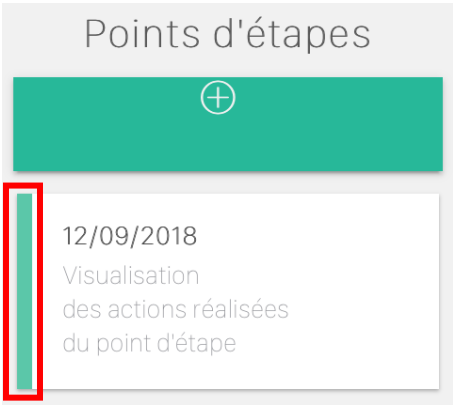 Points d'étapes
12/09/2018
Visualisation
des actions réalisées
du point d'étape